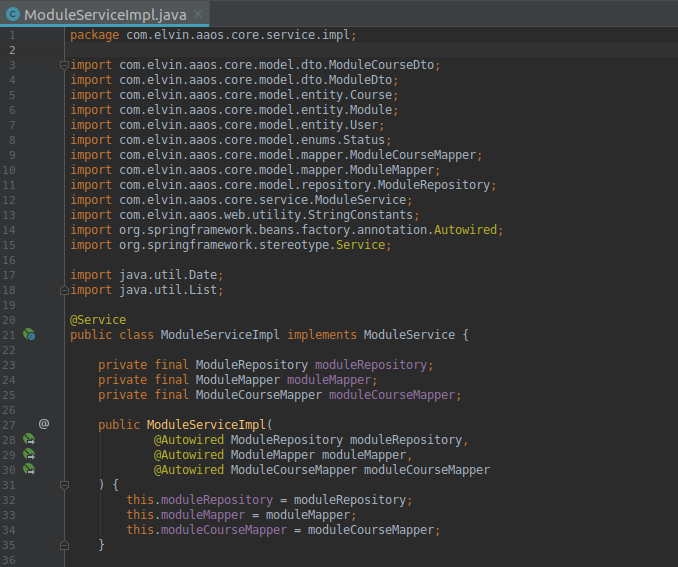 ModuleServiceImpl.java
1 package com.elvin.aaos.core.service.impl;
2
3 import com.elvin.aaos.core.model.dto.ModuleCourseDto;
4 import com.elvin.aaos.core.model.dto.ModuleDto;
5 import com.elvin.aaos.core.model.entity.Course;
6 import com.elvin.aaos.core.model.entity.Module;
7 import com.elvin.aaos.core.model.entity.User;
8 import com.elvin.aaos.core.model.enums.Status;
9 import com.elvin.aaos.core.model.mapper.ModuleCourseMapper;
10 import com.elvin.aaos.core.model.mapper.ModuleMapper;
11 import com.elvin.aaos.core.model.repository.ModuleRepository;
12 import com.elvin.aaos.core.service.ModuleService;
13 import com.elvin.aaos.web.utility.StringConstants;
14 import org.springframework.beans.factory.annotation.Autowired;
15 import org.springframework.stereotype.Service;
16
17 import java.util.Date;
18 import java.util.List;
19
20 @Service
21 public class ModuleServiceImpl implements ModuleService {
22
23 private final ModuleRepository moduleRepository;
24 private final ModuleMapper moduleMapper;
25 private final ModuleCourseMapper moduleCourseMapper;
26
27 @ public ModuleServiceImpl(
28 @Autowired ModuleRepository moduleRepository,
29 @Autowired ModuleMapper moduleMapper,
30 @Autowired ModuleCourseMapper moduleCourseMapper
31 ) {
32 this.moduleRepository = moduleRepository;
33 this.moduleMapper = moduleMapper;
34 this.moduleCourseMapper = moduleCourseMapper;
35 }
36